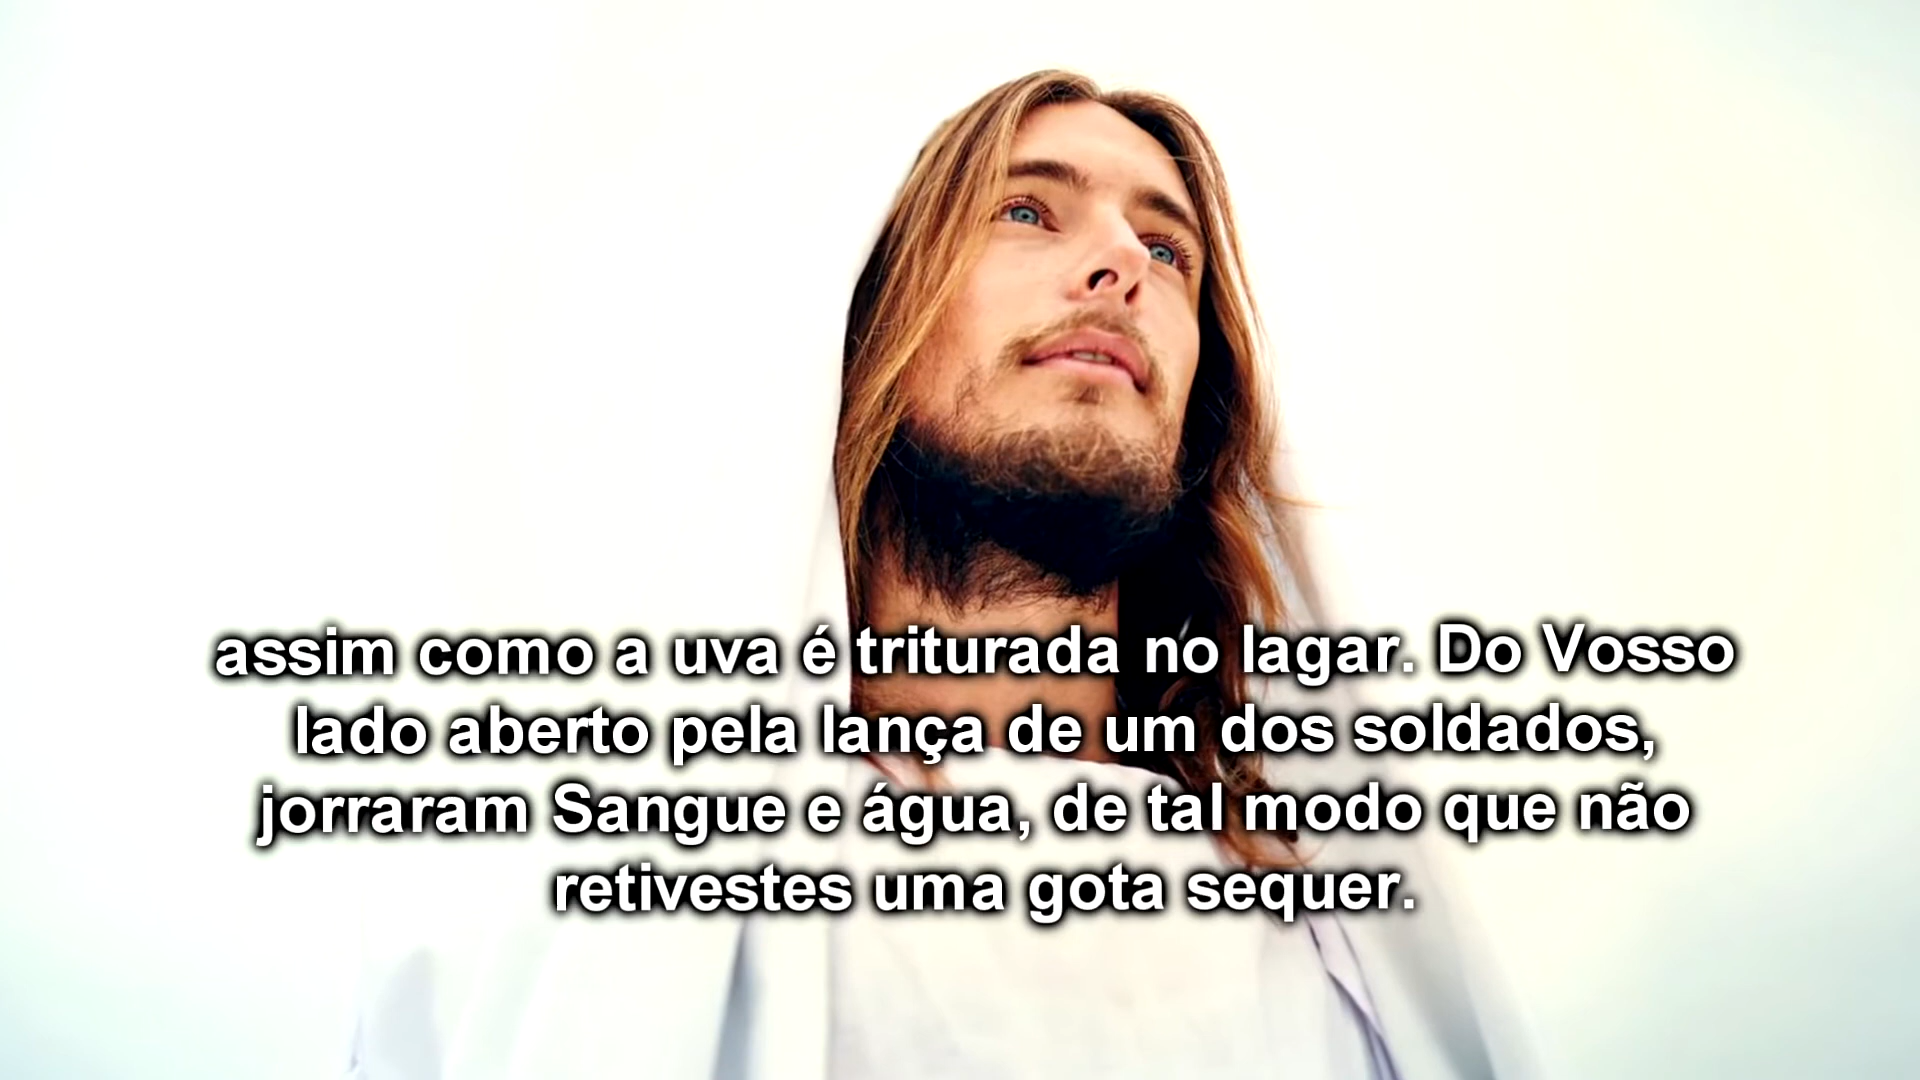 assim como a uva é triturada no lagar. Do Vosso
lado aberto pela lança de um dos soldados,
jorraram Sangue e água, de tal modo que não
retivestes uma gota sequer.